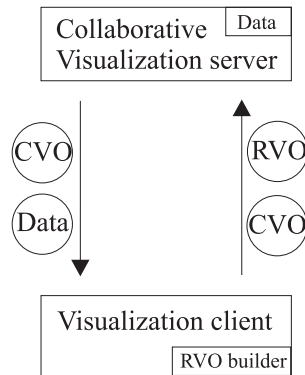 Collaborative
Data
Visualization server
CVO
RVO
Data
CVO
Visualization client
RVO builder